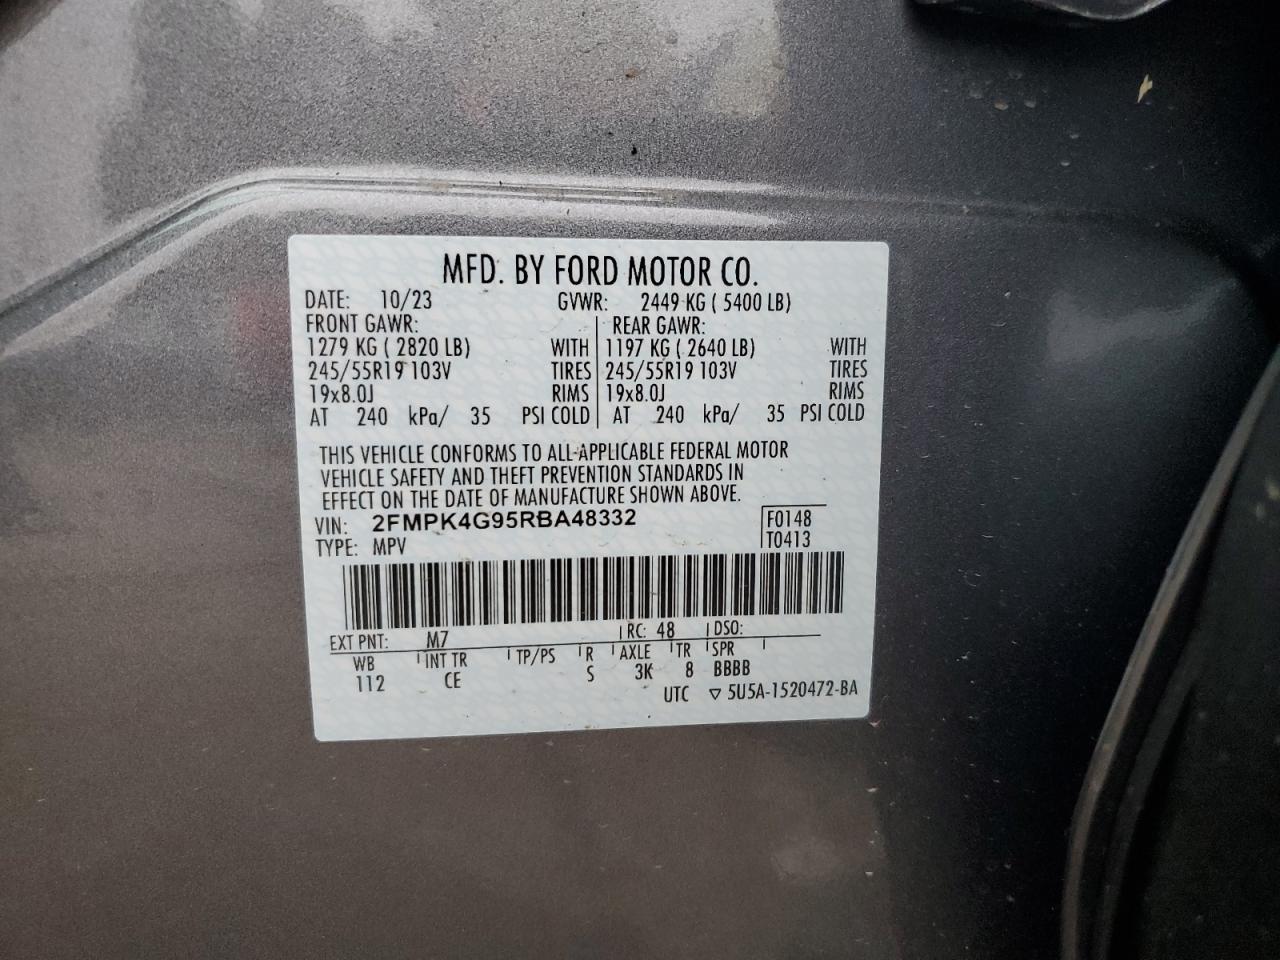 MFD. BY FORD MOTOR CO.
DATE: 10/23 GVWR: 2449 KG ( 5400 LB)
FRONT GAWR: REAR GAWR:
1279 KG ( 2820 LB) WITH 1197 KG ( 2640 LB) WITH
245/55R19 103V TIRES 245/55R19 103V TIRES
19x8.0J RIMS 19x8.0J RIMS
AT 240 kPa/ 35 PSI COLD AT 240 kPa/ 35 PSI COLD
THIS VEHICLE CONFORMS TO ALL APPLICABLE FEDERAL MOTOR
VEHICLE SAFETY AND THEFT PREVENTION STANDARDS IN
EFFECT ON THE DATE OF MANUFACTURE SHOWN ABOVE.
VIN: 2FMPK4G95RBA48332 F0148
TYPE: MPV T0413
EXT PNT: M7 RC: 48 DSO:
WB INT TR TP/PS R AXLE TR SPR
112 CE S 3K 8 BBBB
UTC ▽ 5U5A-1520472-BA